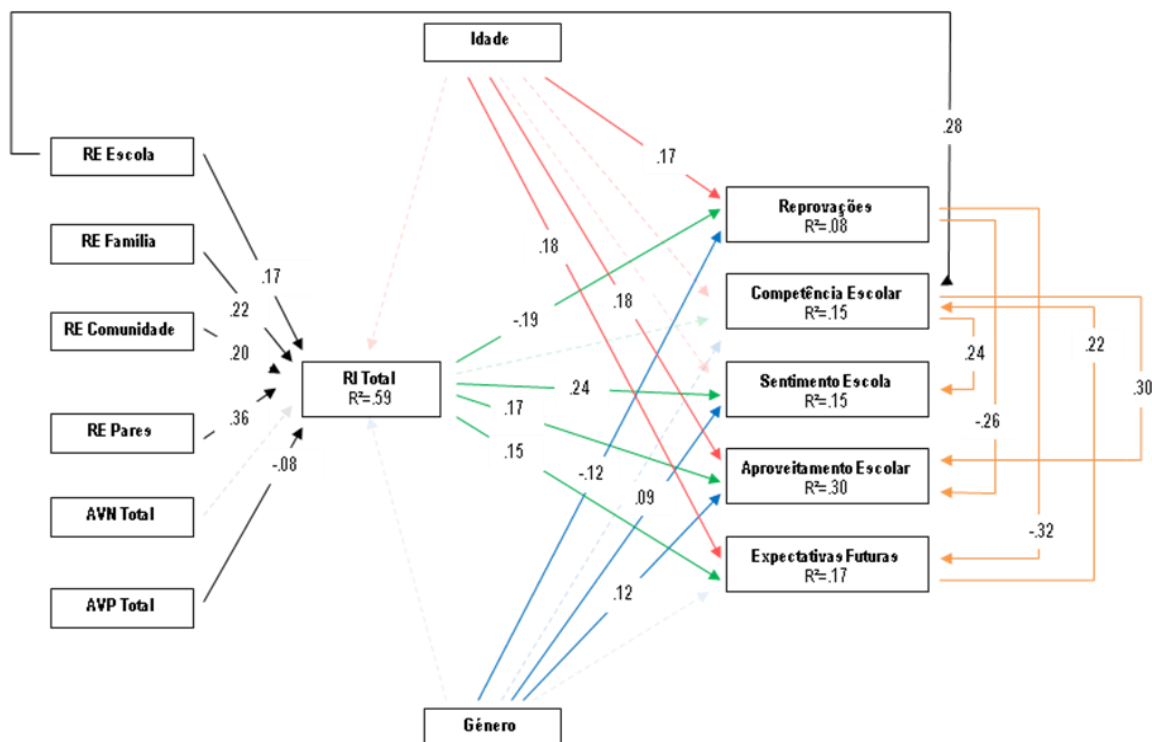 Idade
.28
RE Escola
.17
Reprovações
R²=.08
RE Família
.17
.18
.22
Competência Escolar
R²=.15
.18
RE Comunidade
-.19
.20
.24
.22
RI Total
R²=.59
Sentimento Escola
R²=.15
.24
.30
.17
RE Pares
.36
-.26
.15
-.08
Aproveitamento Escolar
R²=.30
-.12
.09
AVN Total
-.32
Expectativas Futuras
R²=.17
.12
AVP Total
Género